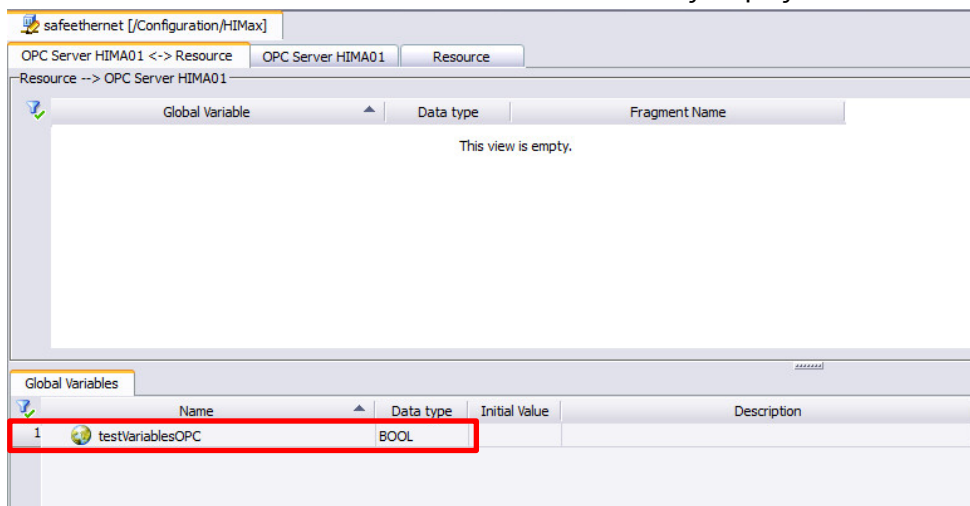 safeethernet [/Configuration/HIMax]
OPC Server HIMA01 <-> Resource OPC Server HIMA01 Resource
Resource --> OPC Server HIMA01
Global Variable Data type Fragment Name
This view is empty.
Global Variables
Name Data type Initial Value Description
1 testVariablesOPC BOOL